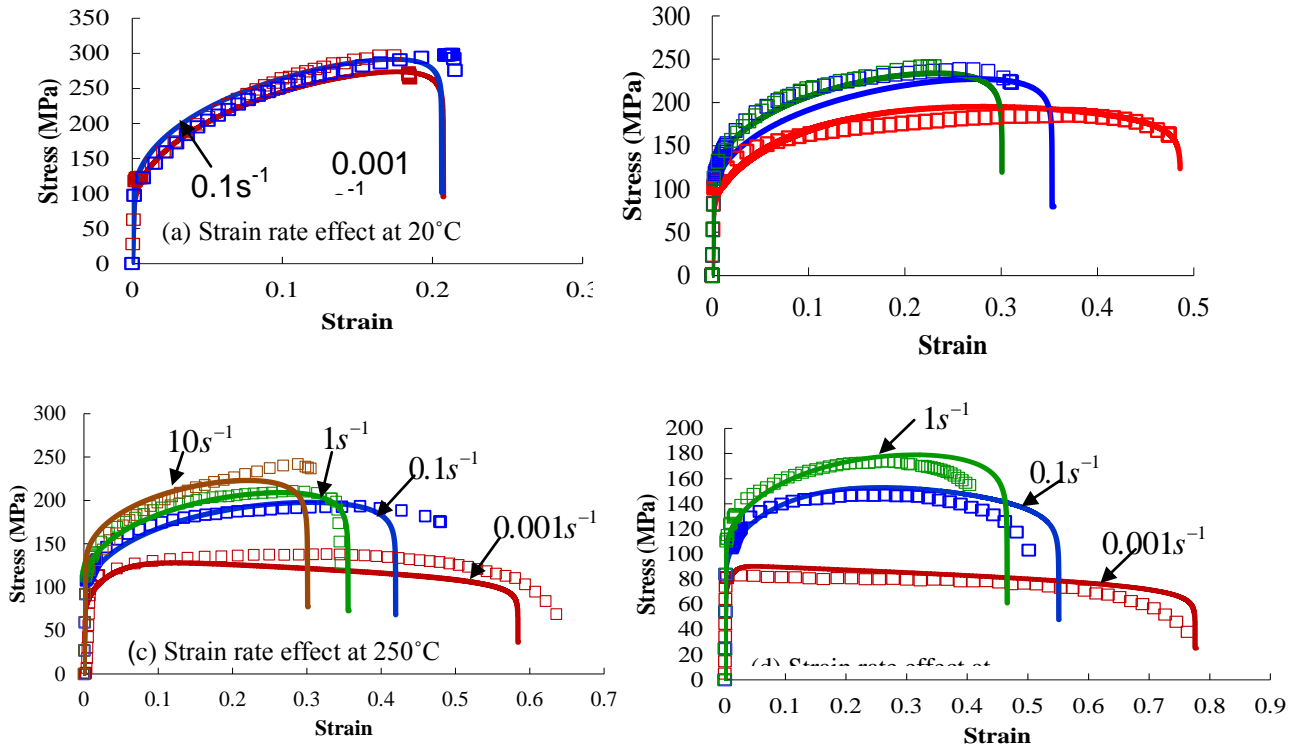 350
300
250
200
150
100
50
0
Stress (MPa)
0.1s⁻¹
0.001
s⁻¹
(a) Strain rate effect at 20°C
0 0.1 0.2 0.3
Strain
300
250
200
150
100
50
0
Stress (MPa)
0 0.1 0.2 0.3 0.4 0.5
Strain
300
250
200
150
100
50
0
Stress (MPa)
10s⁻¹
1s⁻¹
0.1s⁻¹
0.001s⁻¹
(c) Strain rate effect at 250°C
0 0.1 0.2 0.3 0.4 0.5 0.6 0.7
Strain
200
180
160
140
120
100
80
60
40
20
0
Stress (MPa)
1s⁻¹
0.1s⁻¹
0.001s⁻¹
(d) Strain rate effect at
0 0.1 0.2 0.3 0.4 0.5 0.6 0.7 0.8 0.9
Strain